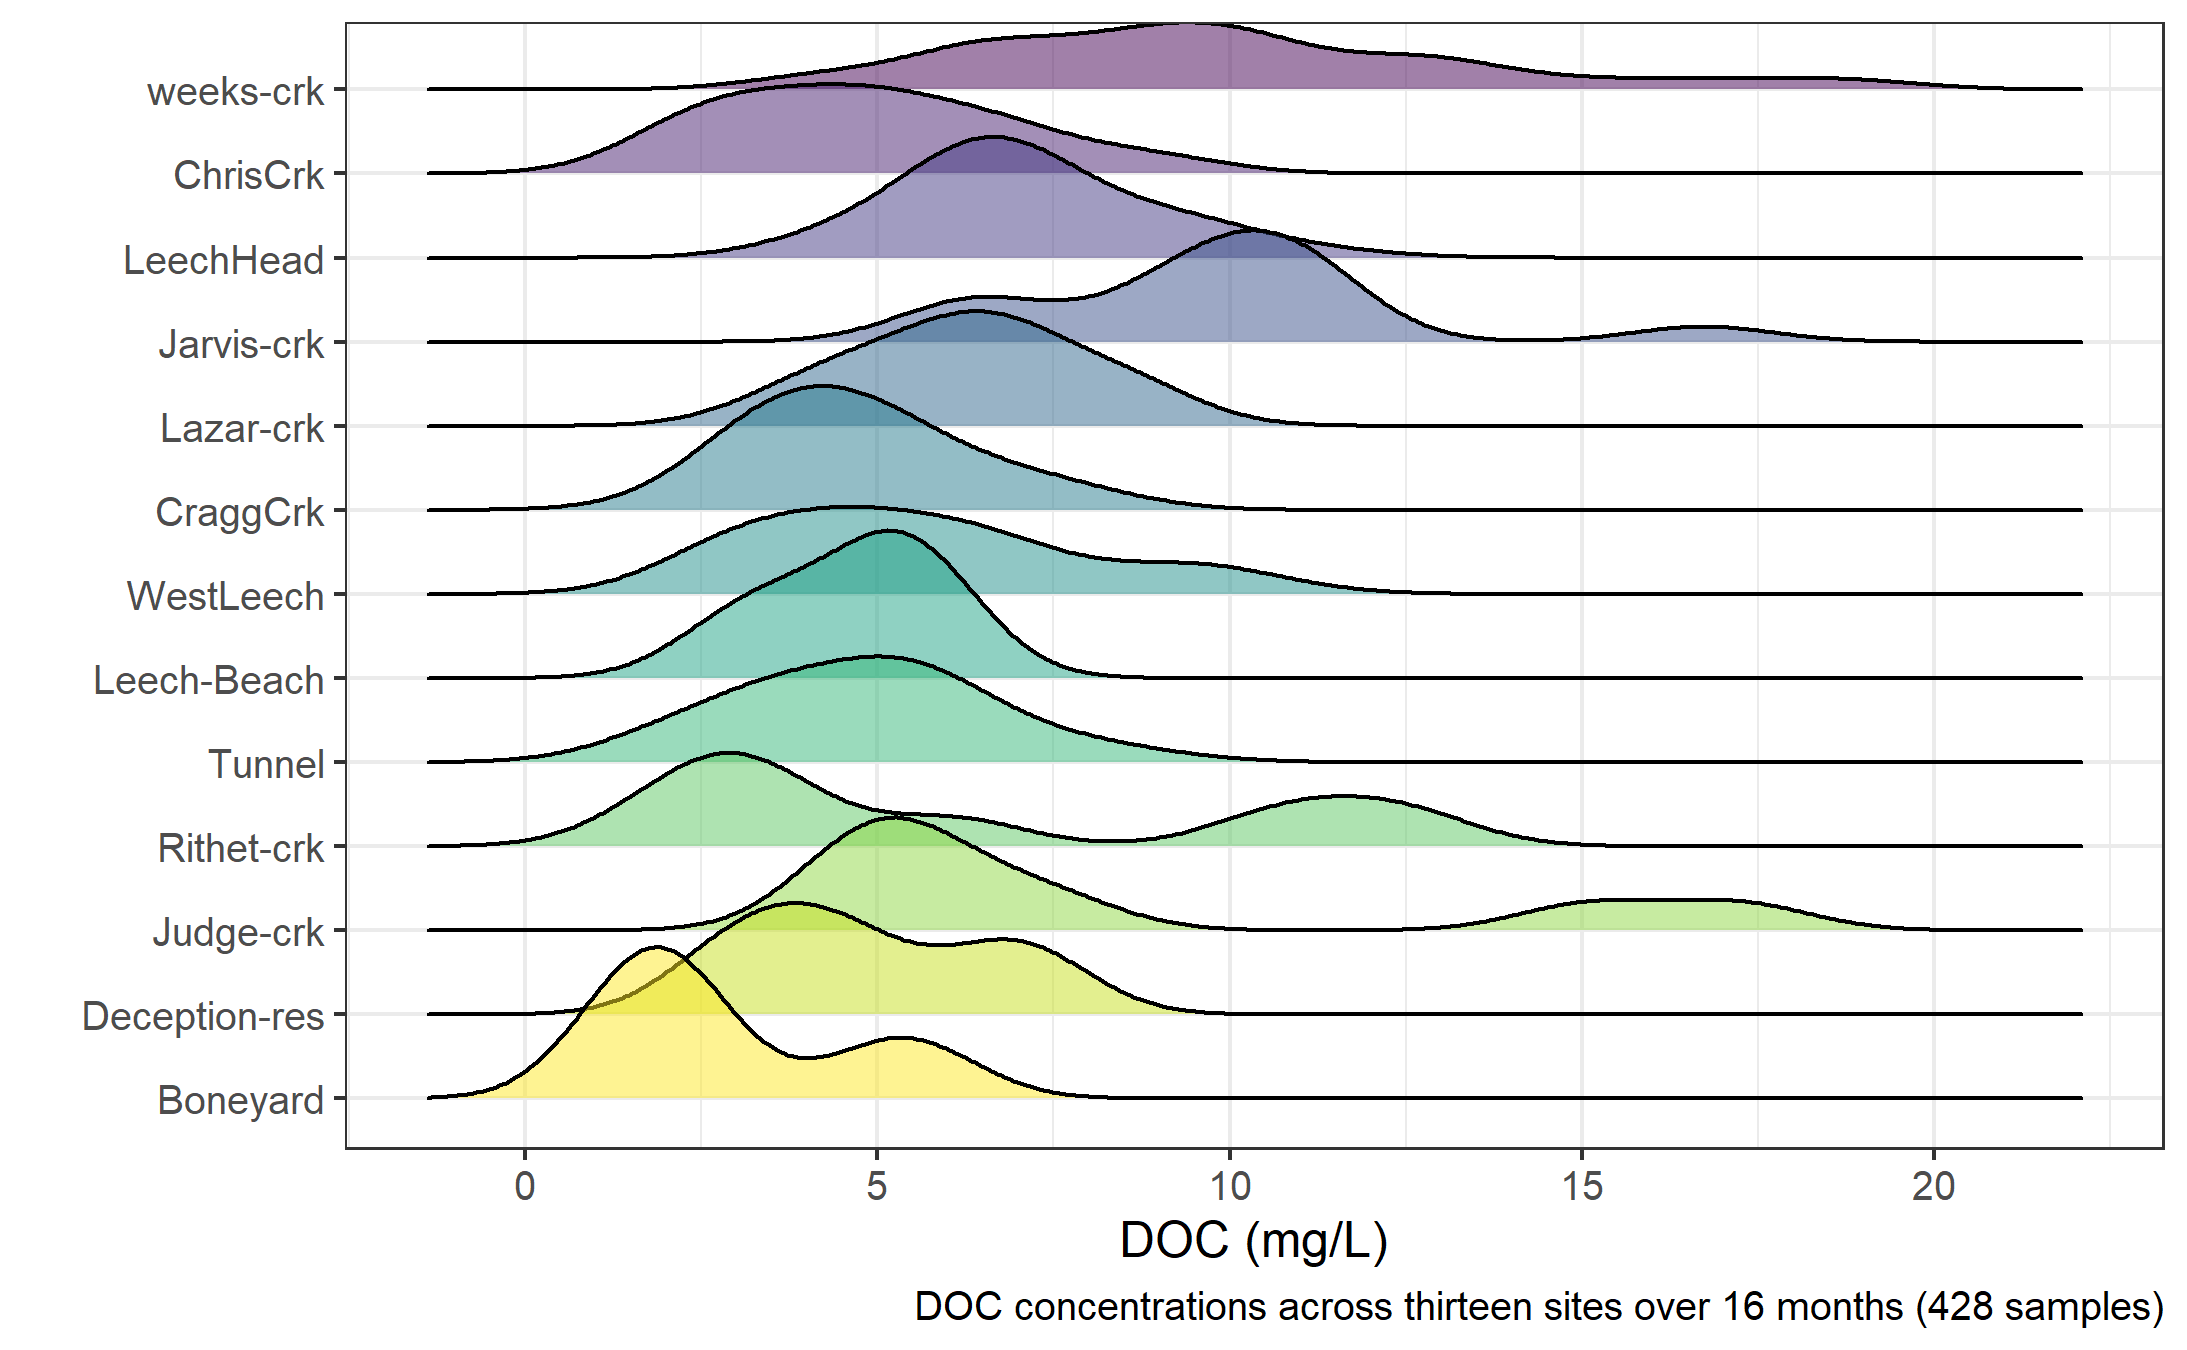 weeks-crk
ChrisCrk
LeechHead
Jarvis-crk
Lazar-crk
CraggCrk
WestLeech
Leech-Beach
Tunnel
Rithet-crk
Judge-crk
Deception-res
Boneyard
0 5 10 15 20
DOC (mg/L)
DOC concentrations across thirteen sites over 16 months (428 samples)